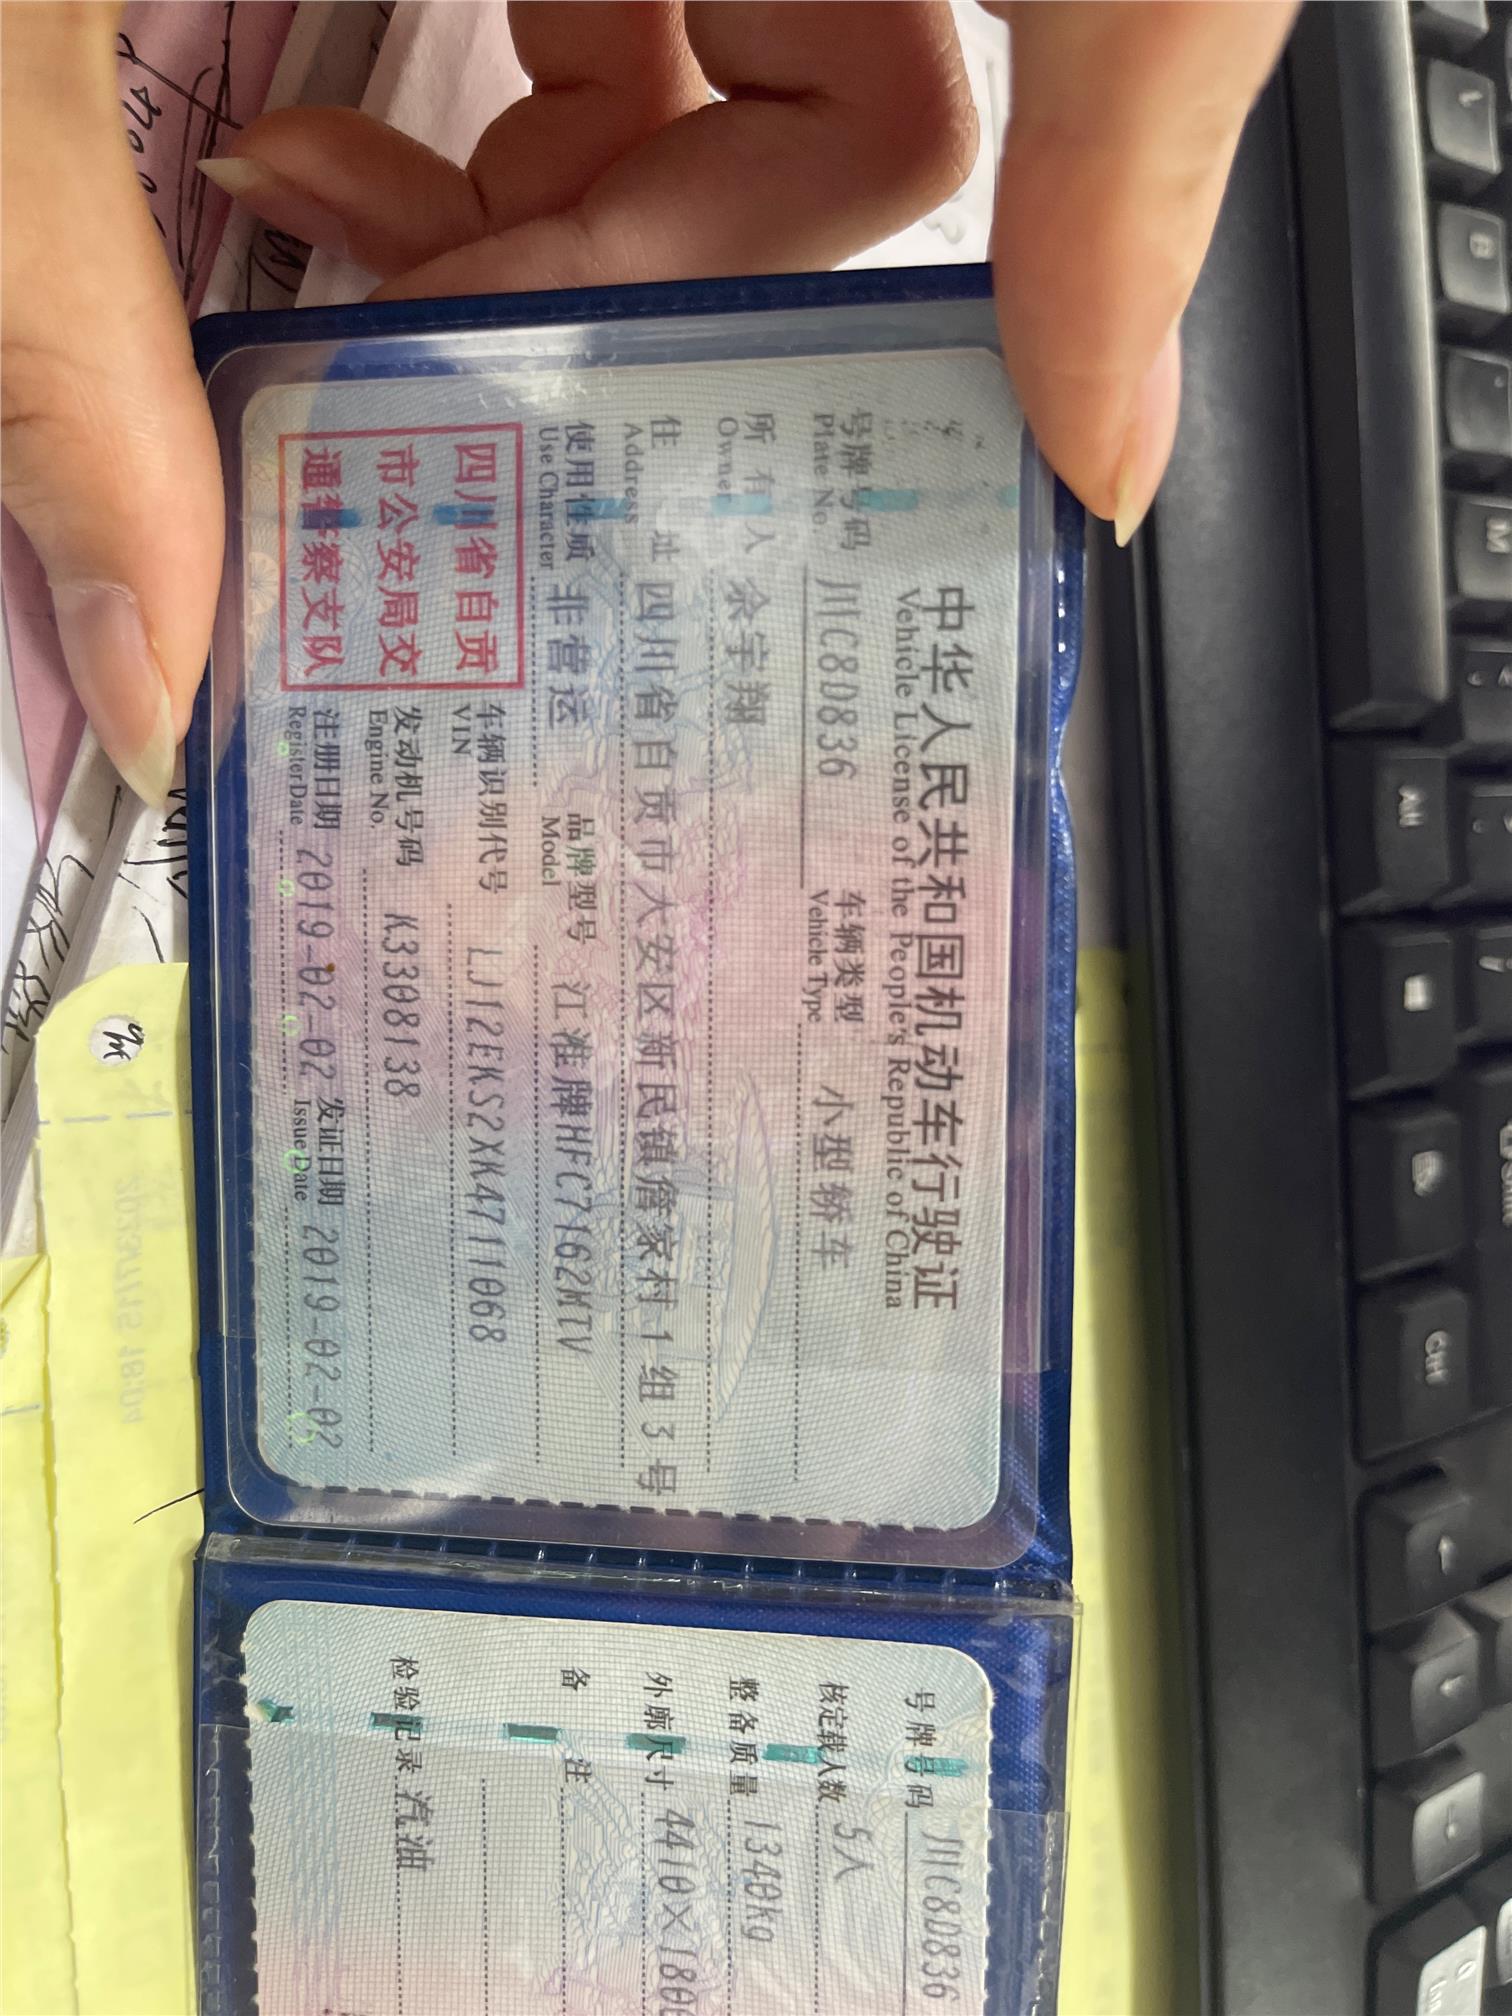 中华人民共和国机动车行驶证
Vehicle License of the People's Republic of China
号牌号码 川C8D836 车辆类型 小型轿车
Plate No. Vehicle Type
所有人 余宇翔
Owner
住址 四川省自贡市大安区新民镇詹家村1组3号
Address
使用性质 非营运 品牌型号 江淮牌HFC7162M1V
Use Character Model
四川省自贡
市公安局交
通警察支队
车辆识别代号 LJ12EKS2XK4711068
VIN
发动机号码 K3308138
Engine No.
注册日期 2019-02-02 发证日期 2019-02-02
Register Date Issue Date
号牌号码 川C8D836
核定载人数 5人
整备质量 1340kg
外廓尺寸 4410×180
备注
检验记录 汽油
B
M
Alt
Ctrl